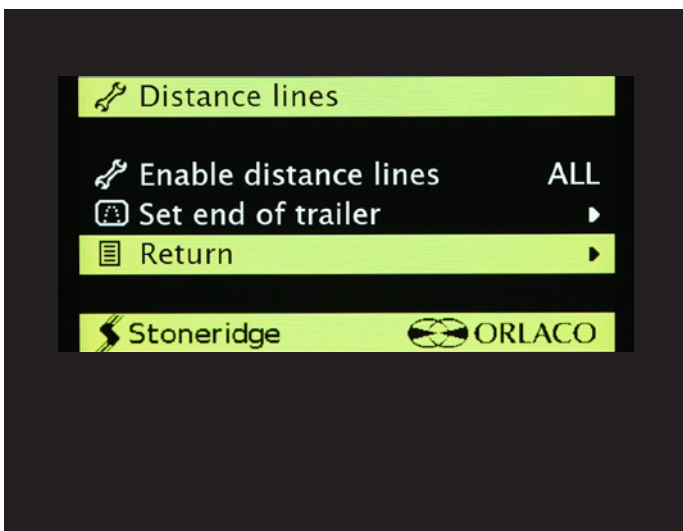 Distance lines
Enable distance lines ALL
Set end of trailer
Return
Stoneridge ORLACO